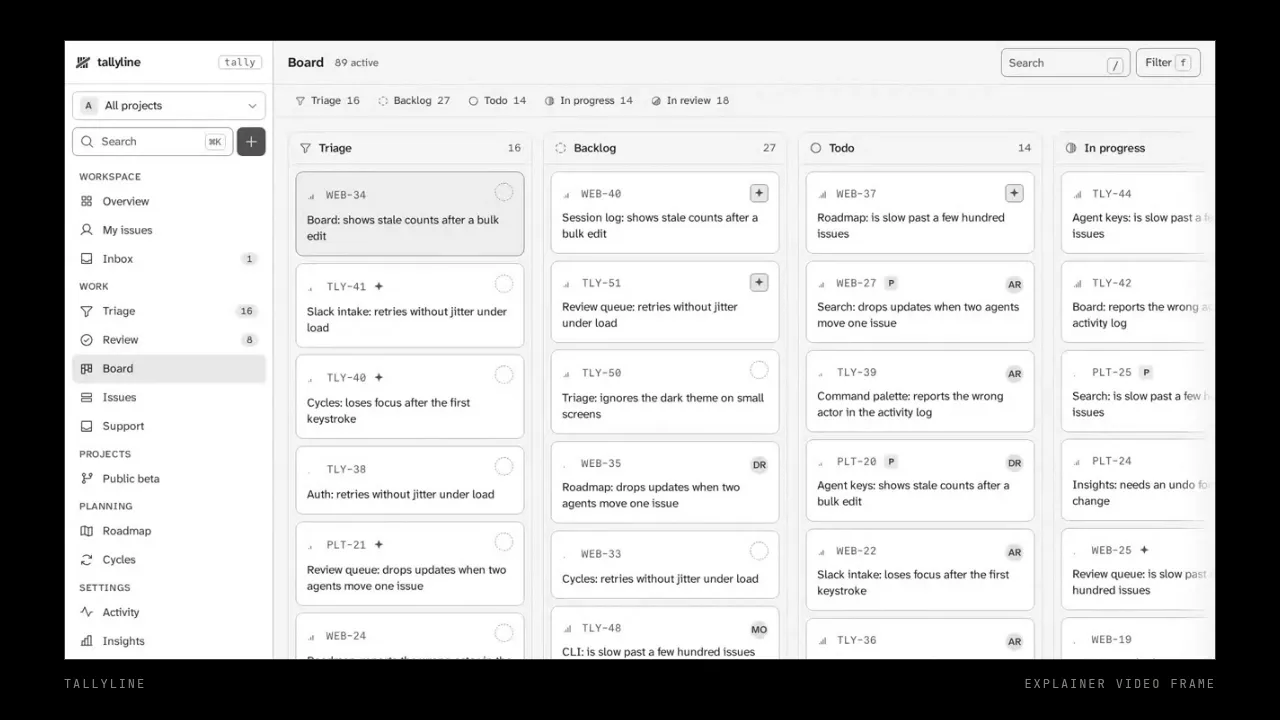 tallyline
tally
Board 89 active
Search /
Filter f
A All projects
Search ⌘K
+
WORKSPACE
Overview
My issues
Inbox 1
WORK
Triage 16
Review 8
Board
Issues
Support
PROJECTS
Public beta
PLANNING
Roadmap
Cycles
SETTINGS
Activity
Insights
Triage 16
Backlog 27
Todo 14
In progress 14
In review 18
Triage 16
WEB-34
Board: shows stale counts after a bulk
edit
TLY-41
Slack intake: retries without jitter under
load
TLY-40
Cycles: loses focus after the first
keystroke
TLY-38
Auth: retries without jitter under load
PLT-21
Review queue: drops updates when two
agents move one issue
WEB-24
Backlog 27
WEB-40
Session log: shows stale counts after a
bulk edit
TLY-51
Review queue: retries without jitter
under load
TLY-50
Triage: ignores the dark theme on small
screens
WEB-35 DR
Roadmap: drops updates when two
agents move one issue
WEB-33
Cycles: retries without jitter under load
TLY-48 MO
CLI: is slow past a few hundred issues
Todo 14
WEB-37
Roadmap: is slow past a few hundred
issues
WEB-27 P AR
Search: drops updates when two agents
move one issue
TLY-39 AR
Command palette: reports the wrong
actor in the activity log
PLT-20 P DR
Agent keys: shows stale counts after a
bulk edit
WEB-22 AR
Slack intake: loses focus after the first
keystroke
TLY-36 AR
In progress
TLY-44
Agent keys: is slow past a
issues
TLY-42
Board: reports the wrong
activity log
PLT-25 P
Search: is slow past a few
issues
PLT-24
Insights: needs an undo
change
WEB-25
Review queue: is slow past
hundred issues
WEB-19
TALLYLINE
EXPLAINER VIDEO FRAME